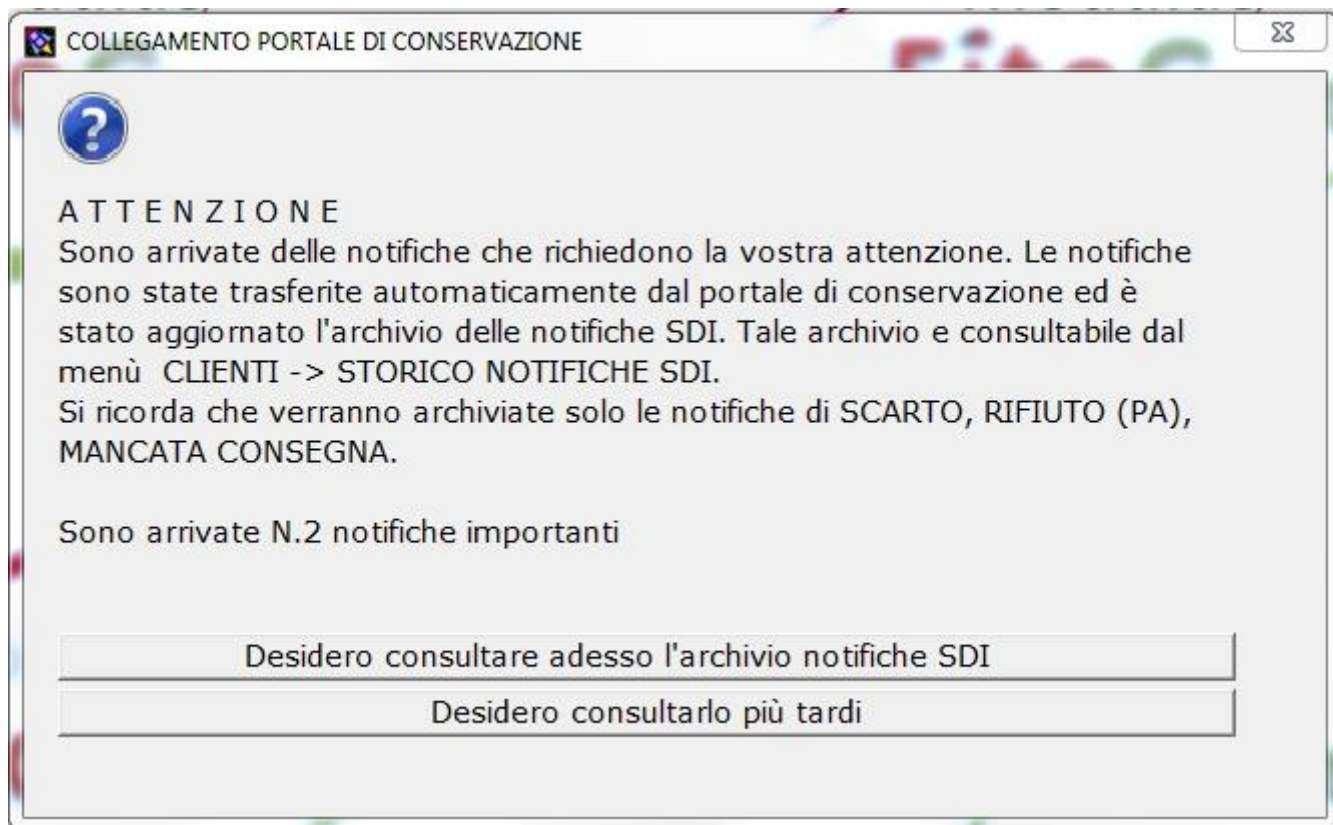 COLLEGAMENTO PORTALE DI CONSERVAZIONE
A T T E N Z I O N E
Sono arrivate delle notifiche che richiedono la vostra attenzione. Le notifiche
sono state trasferite automaticamente dal portale di conservazione ed è
stato aggiornato l'archivio delle notifiche SDI. Tale archivio e consultabile dal
menù  CLIENTI -> STORICO NOTIFICHE SDI.
Si ricorda che verranno archiviate solo le notifiche di SCARTO, RIFIUTO (PA),
MANCATA CONSEGNA.
Sono arrivate N.2 notifiche importanti
Desidero consultare adesso l'archivio notifiche SDI
Desidero consultarlo più tardi